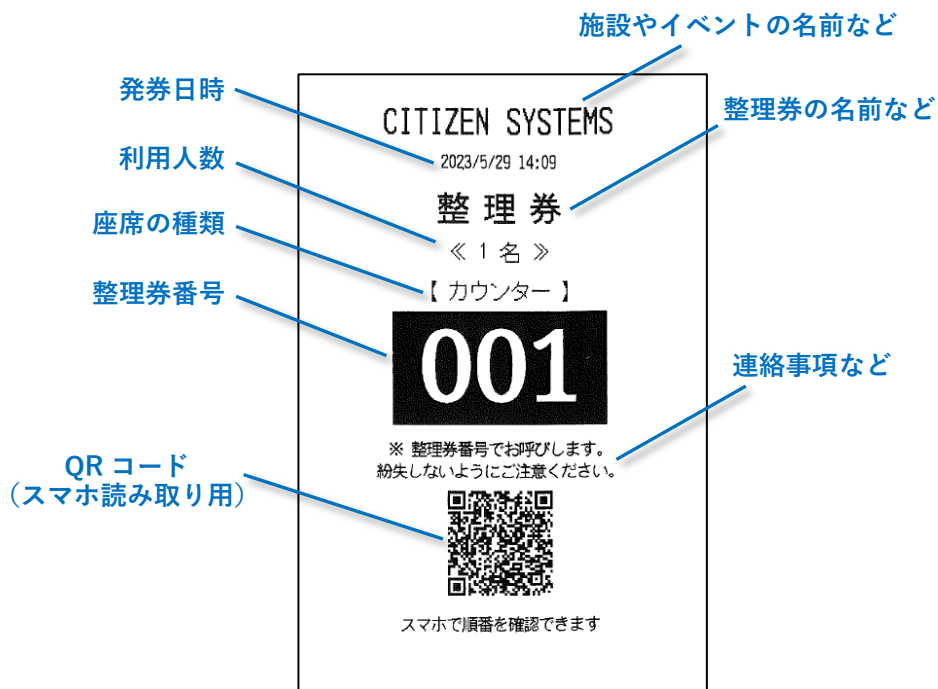 施設やイベントの名前など
発券日時
整理券の名前など
利用人数
座席の種類
整理券番号
連絡事項など
QR コード
(スマホ読み取り用)
CITIZEN SYSTEMS
2023/5/29 14:09
整理券
≪ 1 名 ≫
【 カウンター 】
001
※ 整理券番号でお呼びします。
紛失しないようにご注意ください。
スマホで順番を確認できます